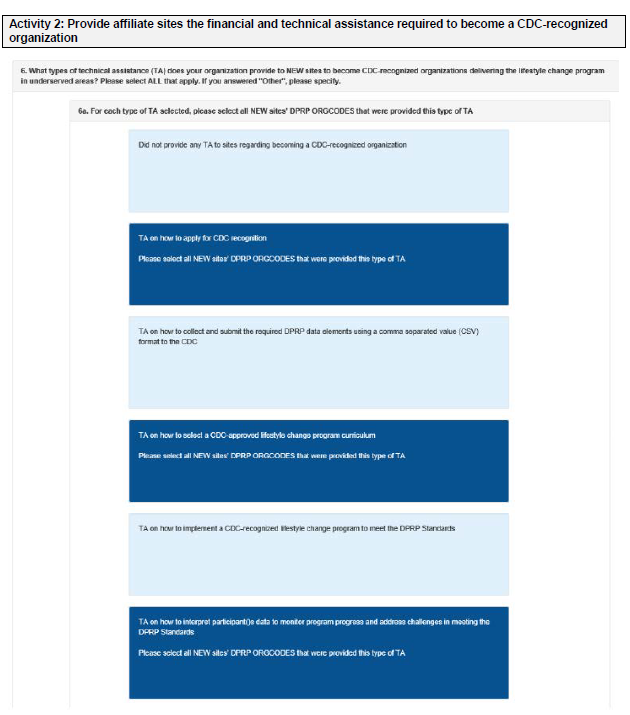 Activity 2: Provide affiliate sites the financial and technical assistance required to become a CDC-recognized
organization
6. What types of technical assistance (TA) does your organization provide to NEW sites to become CDC-recognized organizations delivering the lifestyle change program
in underserved areas? Please select ALL that apply. If you answered "Other", please specify.
6a. For each type of TA selected, please select all NEW sites' DPRP ORGCODES that were provided this type of TA
Did not provide any TA to sites regarding becoming a CDC-recognized organization
TA on how to apply for CDC recognition
Please select all NEW sites' DPRP ORGCODES that were provided this type of TA
TA on how to collect and submit the required DPRP data elements using a comma separated value (CSV)
format to the CDC
TA on how to select a CDC-approved lifestyle change program curriculum
Please select all NEW sites' DPRP ORGCODES that were provided this type of TA
TA on how to implement a CDC-recognized lifestyle change program to meet the DPRP Standards
TA on how to interpret participant()s data to monitor program progress and address challenges in meeting the
DPRP Standards
Please select all NEW sites' DPRP ORGCODES that were provided this type of TA